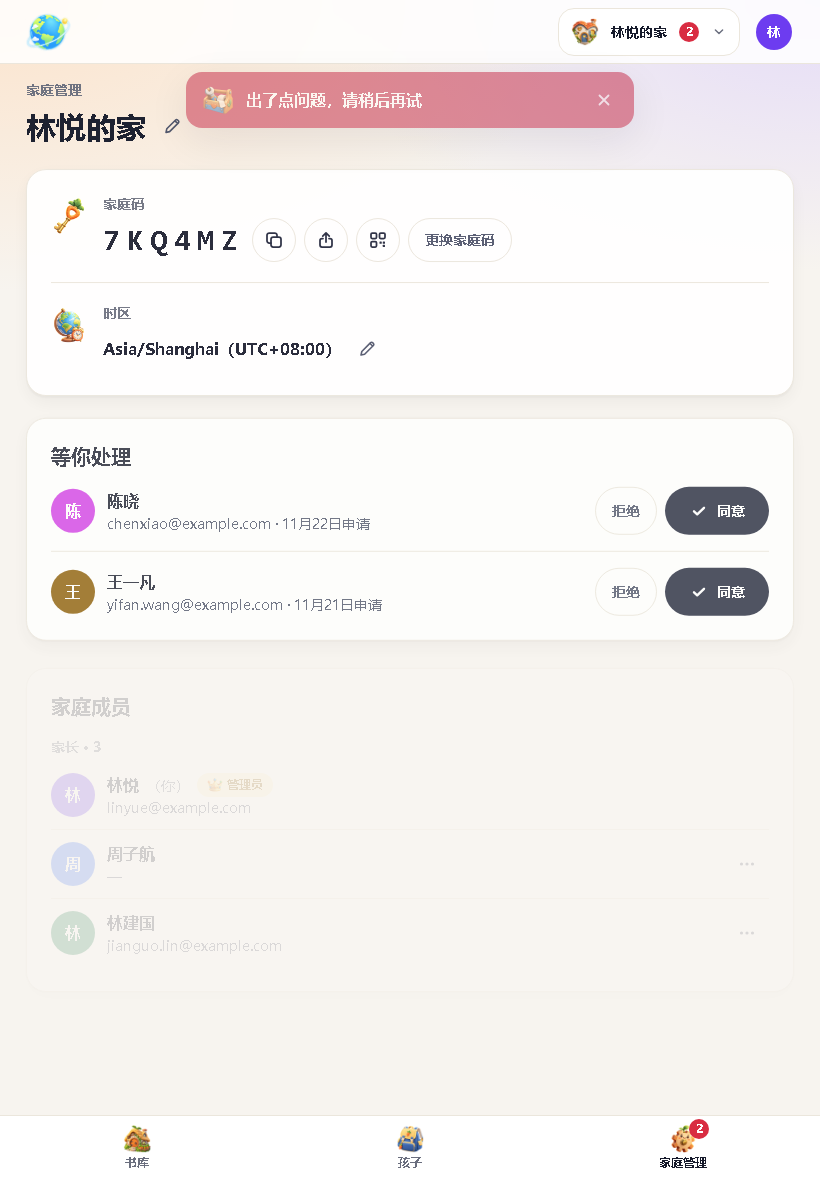 林悦的家 2
林
家庭管理
出了点问题，请稍后再试
林悦的家
家庭码
7KQ4MZ
更换家庭码
时区
Asia/Shanghai（UTC+08:00）
等你处理
陈
陈晓
chenxiao@example.com · 11月22日申请
拒绝
同意
王
王一凡
yifan.wang@example.com · 11月21日申请
拒绝
同意
家庭成员
家长 • 3
林
林悦 （你） 管理员
linyue@example.com
周
周子航
—
林
林建国
jianguo.lin@example.com
书库
孩子
2
家庭管理